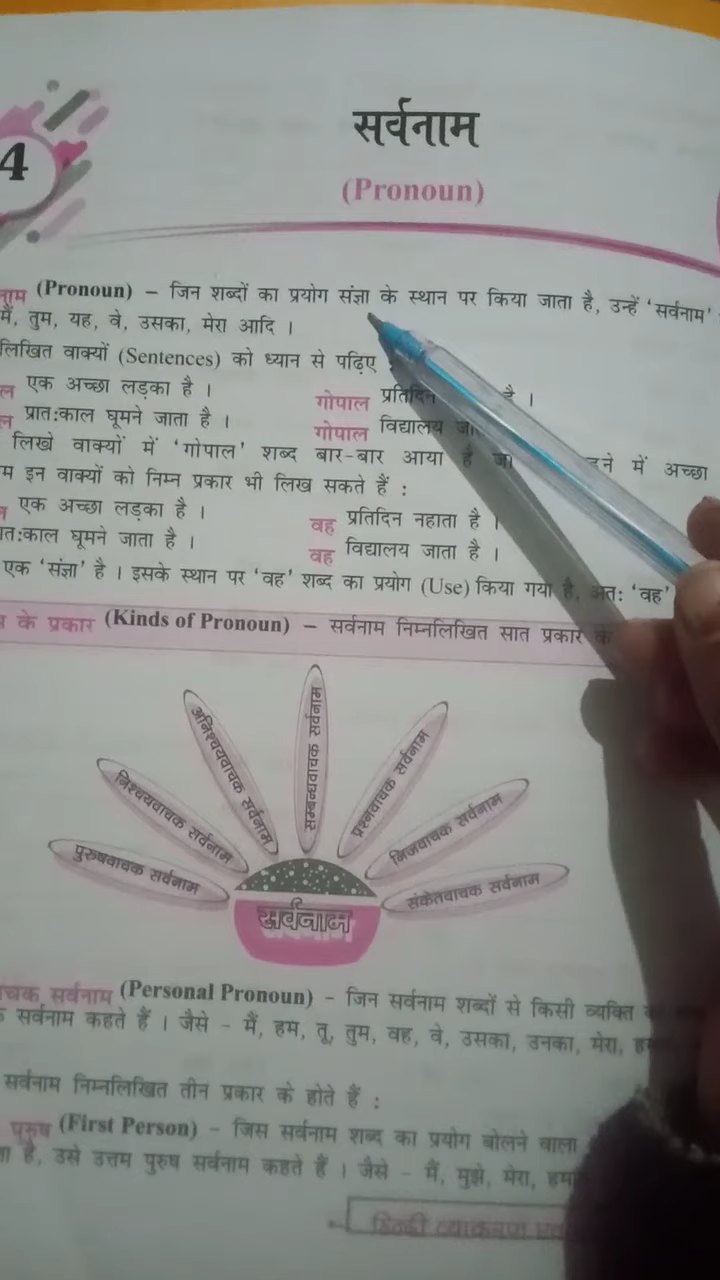 4
सर्वनाम
(Pronoun)
(Pronoun) – जिन शब्दों का प्रयोग संज्ञा के स्थान पर किया जाता है, उन्हें ‘सर्वनाम’
मैं, तुम, यह, वे, उसका, मेरा आदि ।
लिखित वाक्यों (Sentences) को ध्यान से पढ़िए
एक अच्छा लड़का है । गोपाल प्रतिदिन है ।
प्रात:काल घूमने जाता है । गोपाल विद्यालय
लिखे वाक्यों में ‘गोपाल’ शब्द बार-बार आया है में अच्छा
इन वाक्यों को निम्न प्रकार भी लिख सकते हैं :
एक अच्छा लड़का है । वह प्रतिदिन नहाता है ।
घूमने जाता है । वह विद्यालय जाता है ।
एक ‘संज्ञा’ है । इसके स्थान पर ‘वह’ शब्द का प्रयोग (Use) किया गया है, अत: ‘वह’
के प्रकार (Kinds of Pronoun) – सर्वनाम निम्नलिखित सात प्रकार के
पुरुषवाचक सर्वनाम
निश्चयवाचक सर्वनाम
अनिश्चयवाचक सर्वनाम
सम्बन्धवाचक सर्वनाम
प्रश्नवाचक सर्वनाम
निजवाचक सर्वनाम
संकेतवाचक सर्वनाम
सर्वनाम
सर्वनाम (Personal Pronoun) – जिन सर्वनाम शब्दों से किसी व्यक्ति
सर्वनाम कहते हैं । जैसे – मैं, हम, तू, तुम, वह, वे, उसका, उनका, मेरा,
सर्वनाम निम्नलिखित तीन प्रकार के होते हैं :
पुरुष (First Person) – जिस सर्वनाम शब्द का प्रयोग बोलने वाला
है, उसे उत्तम पुरुष सर्वनाम कहते हैं । जैसे – मैं, मुझे, मेरा,
हिन्दी व्याकरण